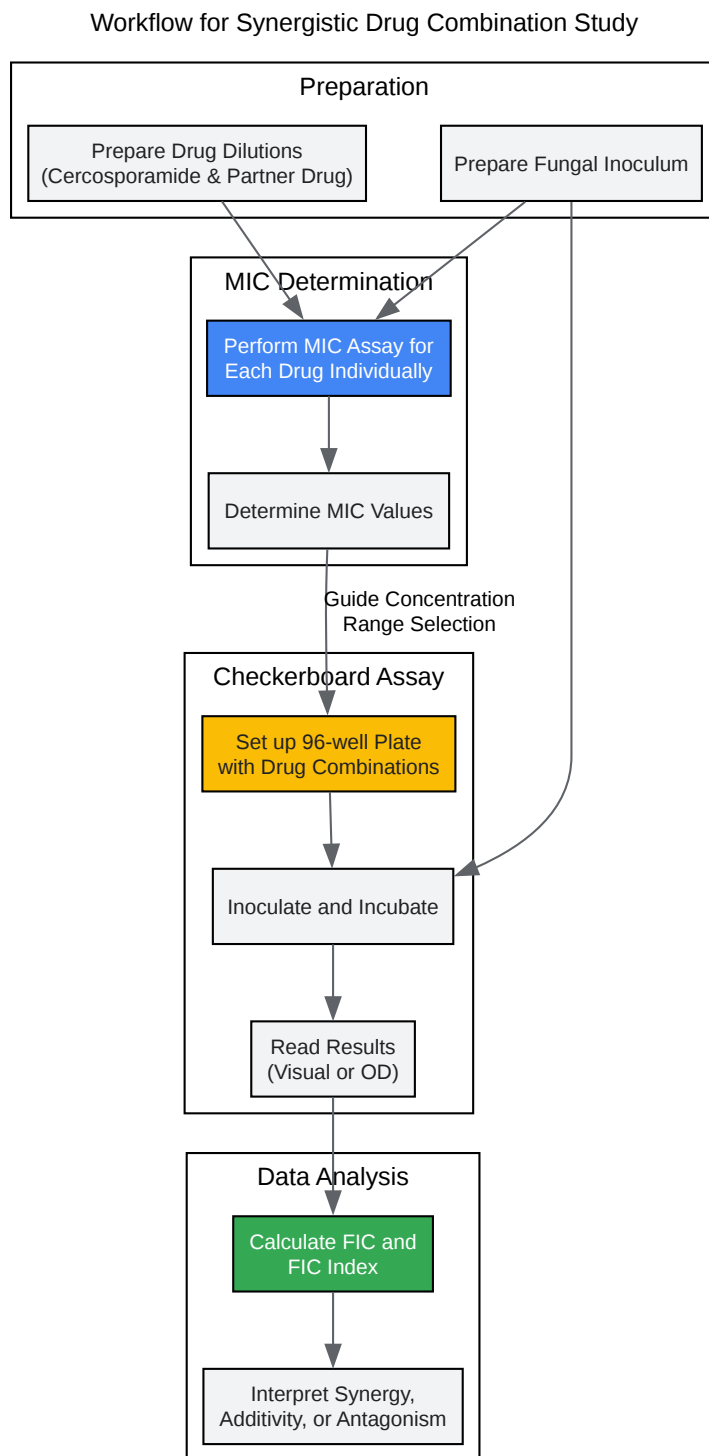 Workflow for Synergistic Drug Combination Study
Preparation
Prepare Drug Dilutions
(Cercosporamide & Partner Drug)
Prepare Fungal Inoculum
MIC Determination
Perform MIC Assay for
Each Drug Individually
Determine MIC Values
Guide Concentration
Range Selection
Checkerboard Assay
Set up 96-well Plate
with Drug Combinations
Inoculate and Incubate
Read Results
(Visual or OD)
Data Analysis
Calculate FIC and
FIC Index
Interpret Synergy,
Additivity, or Antagonism